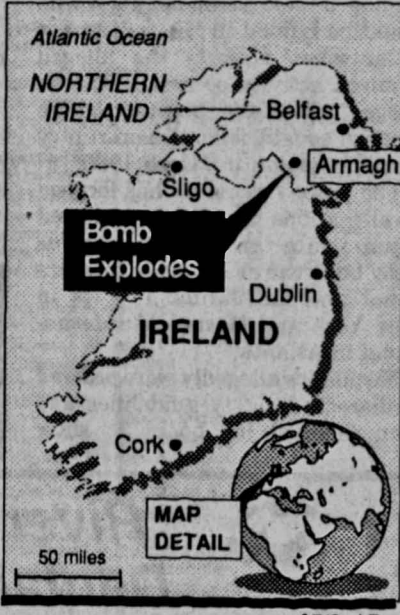 Atlantic Ocean
NORTHERN
IRELAND
Belfast
Armagh
Sligo
Bomb
Explodes
Dublin
IRELAND
Cork
MAP
DETAIL
50 miles